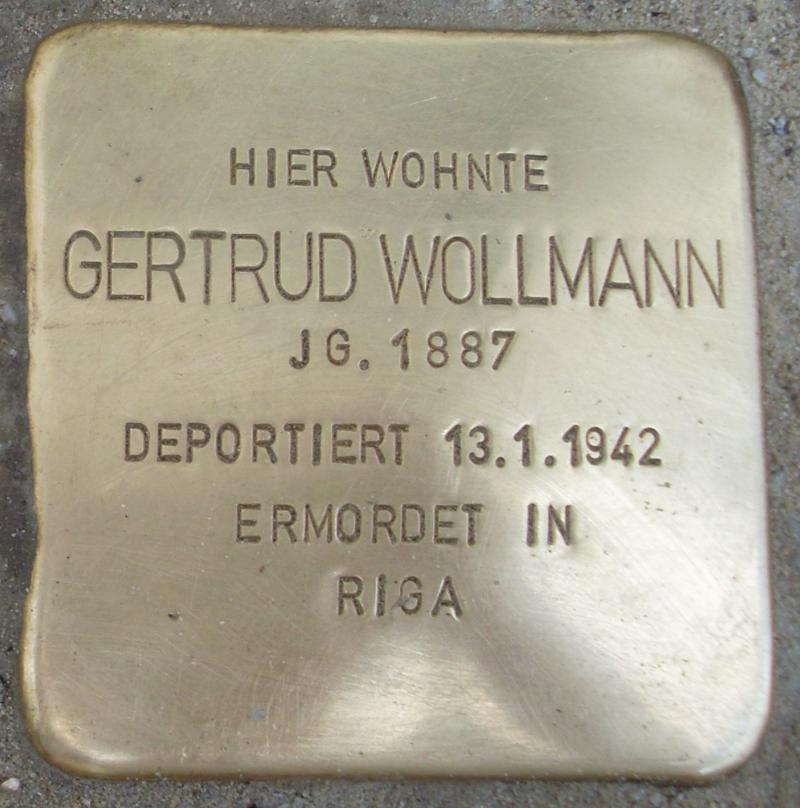 HIER WOHNTE
GERTRUD WOLLMANN
JG. 1887
DEPORTIERT 13.1.1942
ERMORDET IN
RIGA